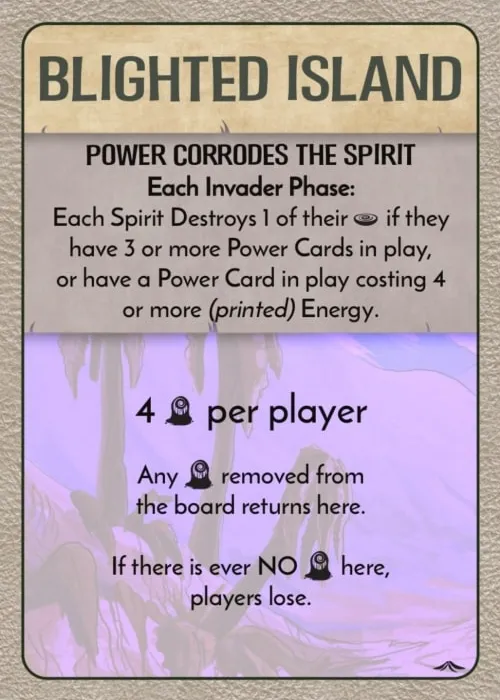 BLIGHTED ISLAND
POWER CORRODES THE SPIRIT
Each Invader Phase:
Each Spirit Destroys 1 of their if they
have 3 or more Power Cards in play,
or have a Power Card in play costing 4
or more (printed) Energy.
4 per player
Any removed from
the board returns here.
If there is ever NO here,
players lose.